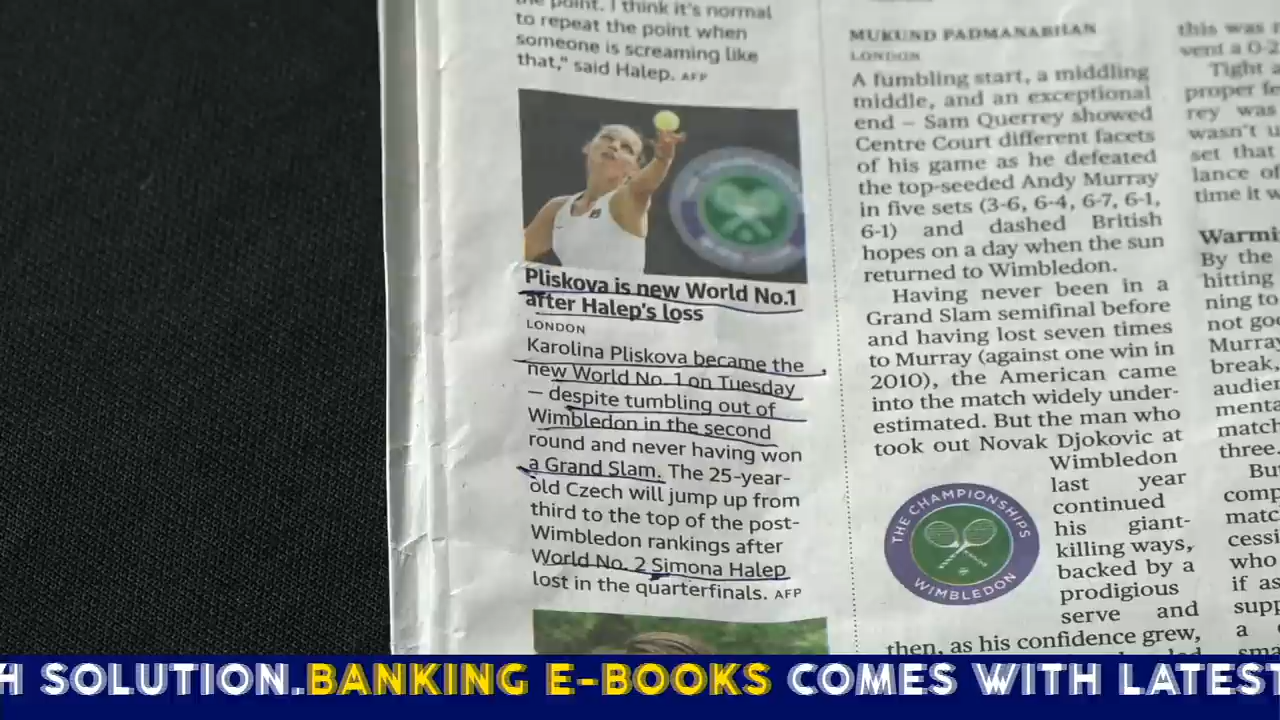 the point. I think it's normal
to repeat the point when
someone is screaming like
that," said Halep. AFP
Pliskova is new World No.1
after Halep's loss
LONDON
Karolina Pliskova became the
new World No. 1 on Tuesday
— despite tumbling out of
Wimbledon in the second
round and never having won
a Grand Slam. The 25-year-
old Czech will jump up from
third to the top of the post-
Wimbledon rankings after
World No. 2 Simona Halep
lost in the quarterfinals. AFP
MUKUND PADMANABHAN
LONDON
A fumbling start, a middling
middle, and an exceptional
end – Sam Querrey showed
Centre Court different facets
of his game as he defeated
the top-seeded Andy Murray
in five sets (3-6, 6-4, 6-7, 6-1,
6-1) and dashed British
hopes on a day when the sun
returned to Wimbledon.
Having never been in a
Grand Slam semifinal before
and having lost seven times
to Murray (against one win in
2010), the American came
into the match widely under-
estimated. But the man who
took out Novak Djokovic at
Wimbledon
last year
continued
his giant-
killing ways,
backed by a
prodigious
serve and
then, as his confidence grew,
THE CHAMPIONSHIPS
WIMBLEDON
this was
vent a 0-2
Tight a
proper fe
rey was
wasn't u
set that
lance of
time it w
Warmi
By the
hitting
ning to
not go
Murray
break,
audien
menta
match
three.
Bu
comp
matc
cessi
who
if as
supp
a
sma
H SOLUTION.BANKING E-BOOKS COMES WITH LATEST